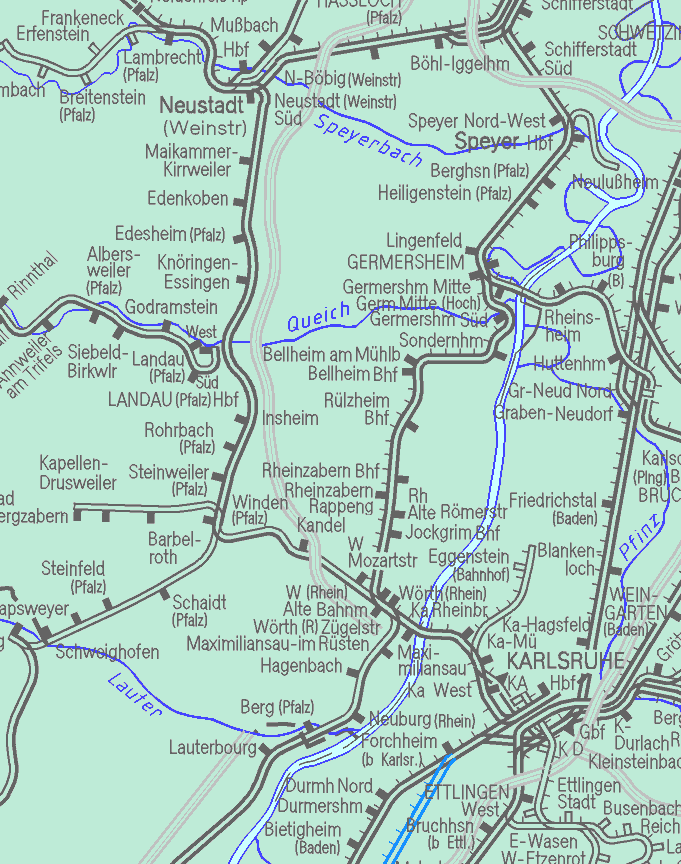 Frankeneck
Erfenstein
Mußbach
HASSLOCH
(Pfalz)
Schifferstadt
Lambrecht
(Pfalz)
Hbf
Böhl-Iggelhm
Schifferstadt
Süd
Breitenstein
(Pfalz)
N-Böbig (Weinstr)
Neustadt
(Weinstr)
Neustadt (Weinstr)
Süd
Speyerbach
Speyer Nord-West
Speyer Hbf
Maikammer-
Kirrweiler
Berghsn (Pfalz)
Heiligenstein (Pfalz)
Neulußheim
Edenkoben
Edesheim (Pfalz)
Lingenfeld
GERMERSHEIM
Philipps-
burg
(B)
Rinnthal
Albers-
weiler
(Pfalz)
Knöringen-
Essingen
Germershm Mitte
Germ Mitte (Hoch)
Germershm Süd
Sondernhm
Rheins-
heim
Godramstein
West
Queich
Annweiler
am Trifels
Siebeld-
Birkwlr
Landau
(Pfalz)
Süd
LANDAU (Pfalz) Hbf
Bellheim am Mühlb
Bellheim Bhf
Huttenhm
Rülzheim
Bhf
Gr-Neud Nord
Graben-Neudorf
Insheim
Rohrbach
(Pfalz)
Kapellen-
Drusweiler
Steinweiler
(Pfalz)
Rheinzabern Bhf
Rheinzabern
Rappeng
Winden
(Pfalz)
Kandel
Rh
Alte Römerstr
Jockgrim Bhf
Friedrichstal
(Baden)
Barbel-
roth
W
Mozartstr
Eggenstein
(Bahnhof)
Blanken-
loch
Pfinz
Steinfeld
(Pfalz)
Schaidt
(Pfalz)
W (Rhein)
Alte Bahnm
Wörth (R) Zügelstr
Maximiliansau-im Rüsten
Wörth (Rhein)
Ka Rheinbr
WEIN-
GARTEN
(Baden)
Ka-Hagsfeld
Ka-Mü
Schweighofen
Hagenbach
Maxi-
miliansau
KARLSRUHE
KA
Hbf
Ka West
Lauter
Berg (Pfalz)
Neuburg (Rhein)
Lauterbourg
Forchheim
(b Karlsr.)
Gbf
K-
Durlach
K D
Kleinsteinbac
Durmh Nord
Durmershm
ETTLINGEN
West
Ettlingen
Stadt
Busenbach
Bietigheim
(Baden)
Bruchhsn
(b Ettl.)
E-Wasen
W-Etzenrot